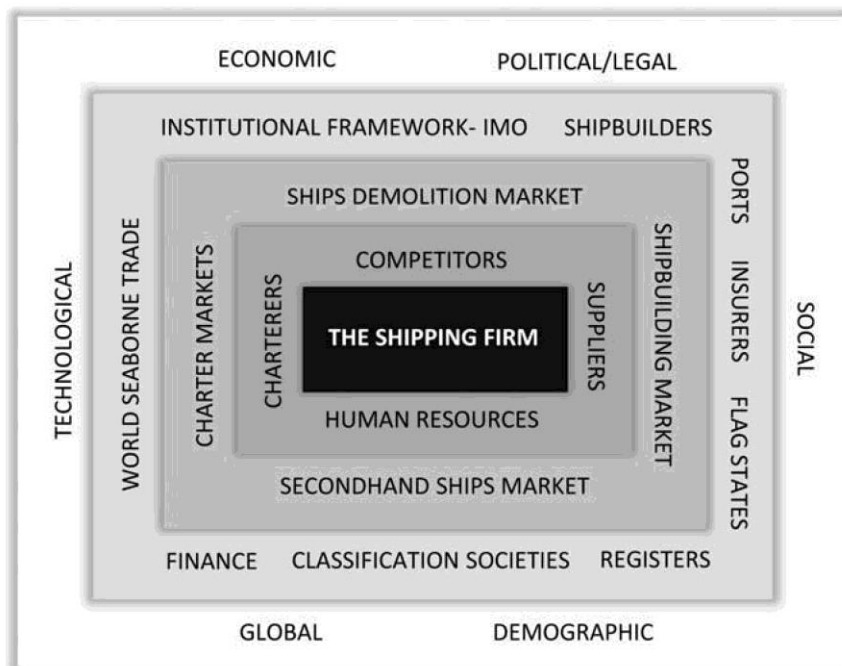 ECONOMIC
POLITICAL/LEGAL
INSTITUTIONAL FRAMEWORK- IMO
SHIPBUILDERS
SHIPS DEMOLITION MARKET
COMPETITORS
TECHNOLOGICAL
WORLD SEABORNE TRADE
CHARTER MARKETS
CHARTERERS
THE SHIPPING FIRM
SUPPLIERS
SHIPBUILDING MARKET
PORTS
INSURERS
FLAG STATES
SOCIAL
HUMAN RESOURCES
SECONDHAND SHIPS MARKET
FINANCE
CLASSIFICATION SOCIETIES
REGISTERS
GLOBAL
DEMOGRAPHIC